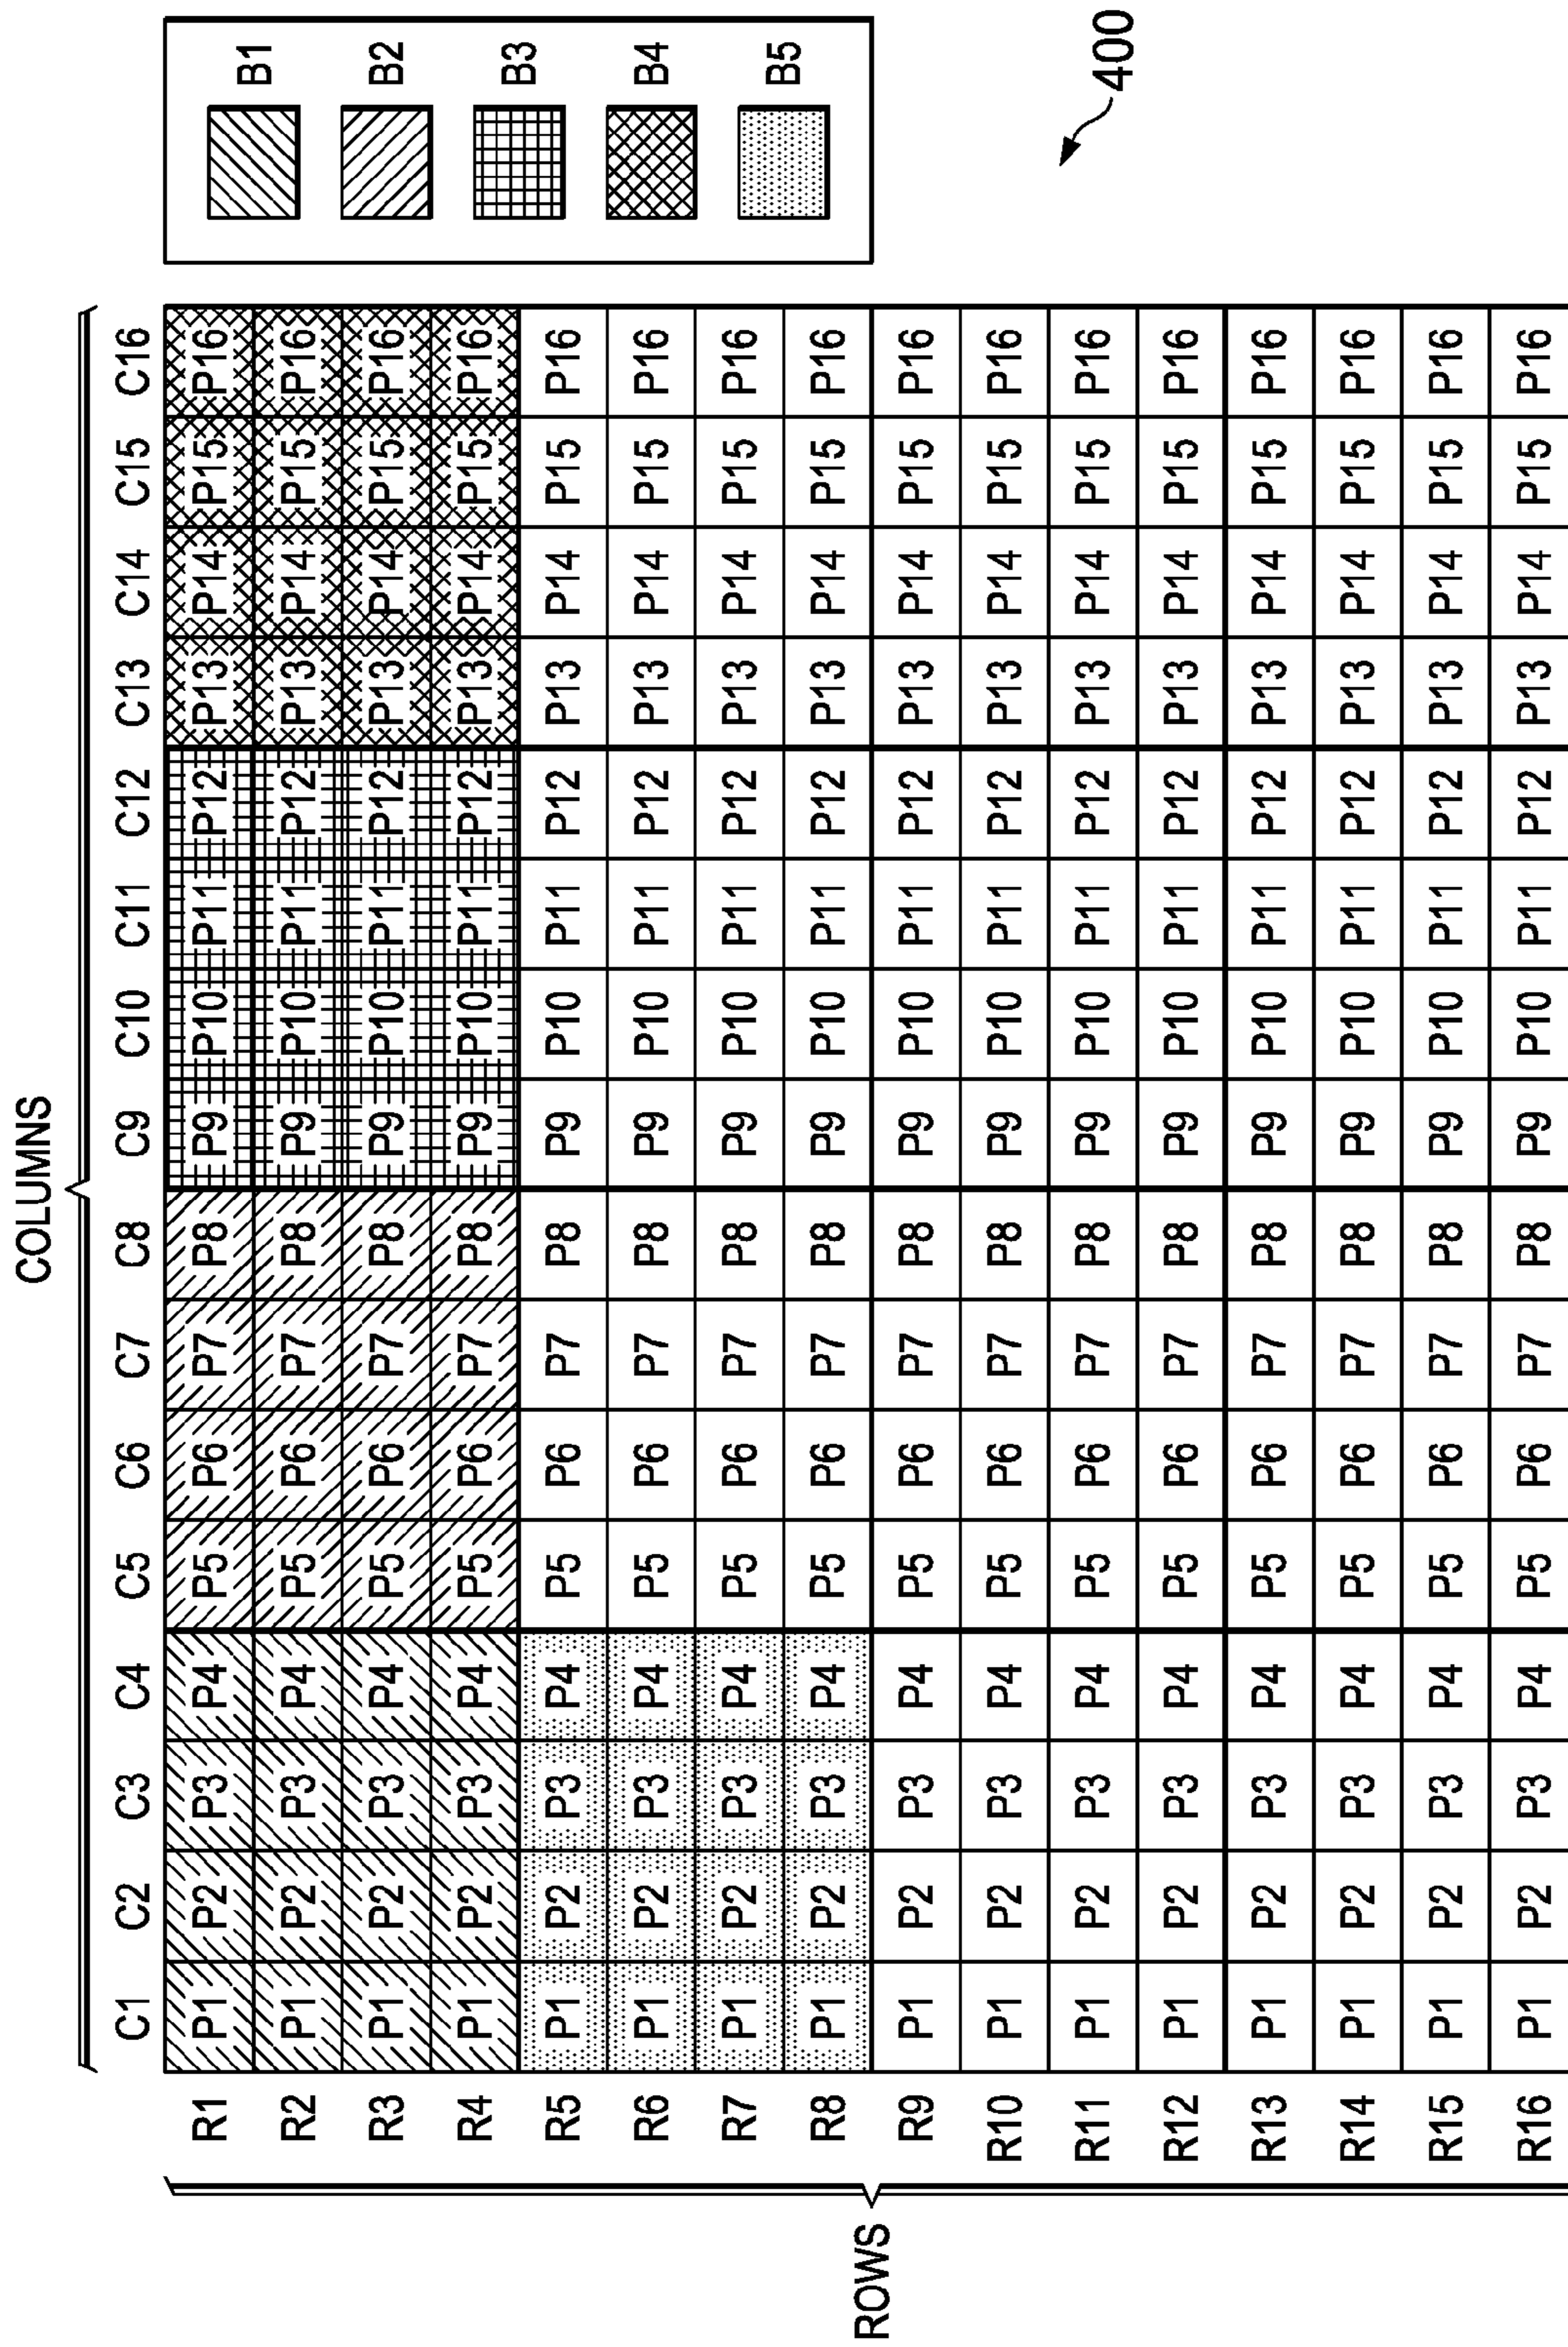 COLUMNS
C1 C2 C3 C4 C5 C6 C7 C8 C9 C10 C11 C12 C13 C14 C15 C16
ROWS
R1 P1 P2 P3 P4 P5 P6 P7 P8 P9 P10 P11 P12 P13 P14 P15 P16
R2 P1 P2 P3 P4 P5 P6 P7 P8 P9 P10 P11 P12 P13 P14 P15 P16
R3 P1 P2 P3 P4 P5 P6 P7 P8 P9 P10 P11 P12 P13 P14 P15 P16
R4 P1 P2 P3 P4 P5 P6 P7 P8 P9 P10 P11 P12 P13 P14 P15 P16
R5 P1 P2 P3 P4 P5 P6 P7 P8 P9 P10 P11 P12 P13 P14 P15 P16
R6 P1 P2 P3 P4 P5 P6 P7 P8 P9 P10 P11 P12 P13 P14 P15 P16
R7 P1 P2 P3 P4 P5 P6 P7 P8 P9 P10 P11 P12 P13 P14 P15 P16
R8 P1 P2 P3 P4 P5 P6 P7 P8 P9 P10 P11 P12 P13 P14 P15 P16
R9 P1 P2 P3 P4 P5 P6 P7 P8 P9 P10 P11 P12 P13 P14 P15 P16
R10 P1 P2 P3 P4 P5 P6 P7 P8 P9 P10 P11 P12 P13 P14 P15 P16
R11 P1 P2 P3 P4 P5 P6 P7 P8 P9 P10 P11 P12 P13 P14 P15 P16
R12 P1 P2 P3 P4 P5 P6 P7 P8 P9 P10 P11 P12 P13 P14 P15 P16
R13 P1 P2 P3 P4 P5 P6 P7 P8 P9 P10 P11 P12 P13 P14 P15 P16
R14 P1 P2 P3 P4 P5 P6 P7 P8 P9 P10 P11 P12 P13 P14 P15 P16
R15 P1 P2 P3 P4 P5 P6 P7 P8 P9 P10 P11 P12 P13 P14 P15 P16
R16 P1 P2 P3 P4 P5 P6 P7 P8 P9 P10 P11 P12 P13 P14 P15 P16
B1
B2
B3
B4
B5
400